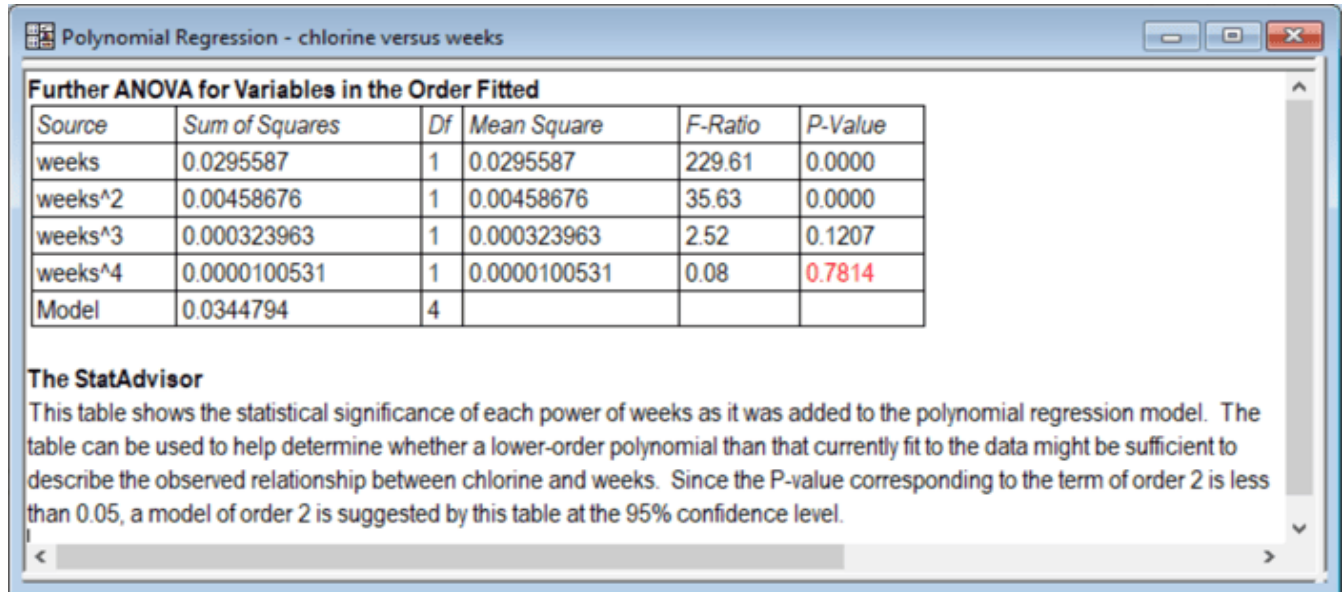 Polynomial Regression - chlorine versus weeks
Further ANOVA for Variables in the Order Fitted
Source Sum of Squares Df Mean Square F-Ratio P-Value
weeks 0.0295587 1 0.0295587 229.61 0.0000
weeks^2 0.00458676 1 0.00458676 35.63 0.0000
weeks^3 0.000323963 1 0.000323963 2.52 0.1207
weeks^4 0.0000100531 1 0.0000100531 0.08 0.7814
Model 0.0344794 4
The StatAdvisor
This table shows the statistical significance of each power of weeks as it was added to the polynomial regression model. The
table can be used to help determine whether a lower-order polynomial than that currently fit to the data might be sufficient to
describe the observed relationship between chlorine and weeks. Since the P-value corresponding to the term of order 2 is less
than 0.05, a model of order 2 is suggested by this table at the 95% confidence level.